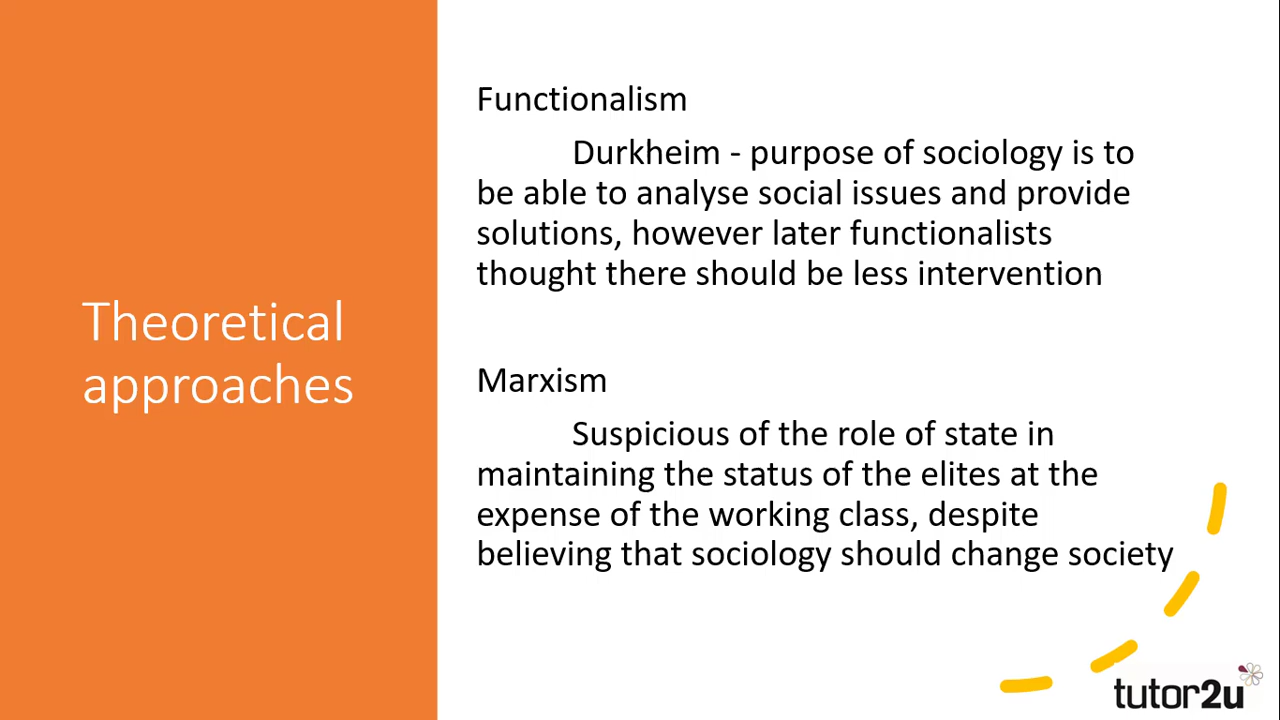 Theoretical
approaches
Functionalism
Durkheim - purpose of sociology is to
be able to analyse social issues and provide
solutions, however later functionalists
thought there should be less intervention
Marxism
Suspicious of the role of state in
maintaining the status of the elites at the
expense of the working class, despite
believing that sociology should change society
tutor2u